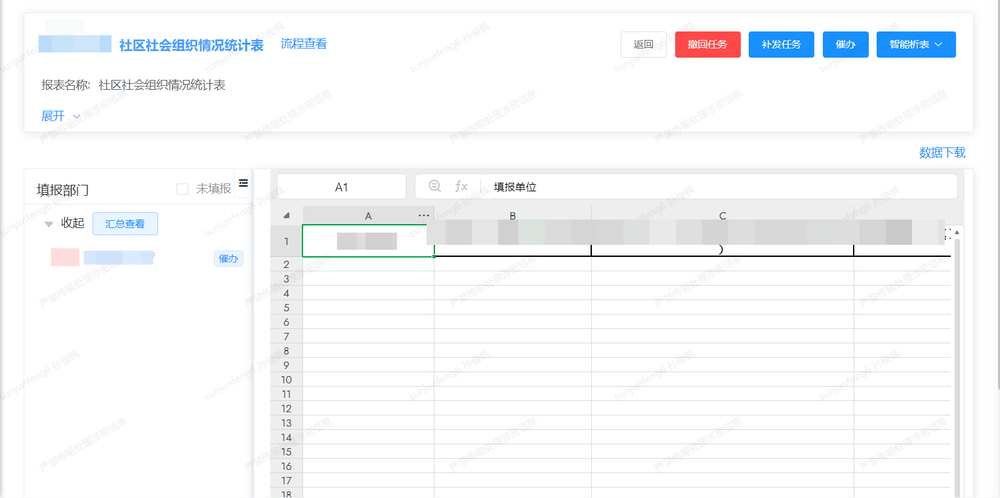 社区社会组织情况统计表 流程查看 返回 撤回任务 补发任务 催办 智能析表
报表名称: 社区社会组织情况统计表
展开
数据下载
填报部门 未填报
A1 fx 填报单位
收起 汇总查看
催办
A B C
1 )
2
3
4
5
6
7
8
9
10
11
12
13
14
15
16
17
18
sunjunfeng6 孙俊枫
严禁传输处理涉密信息